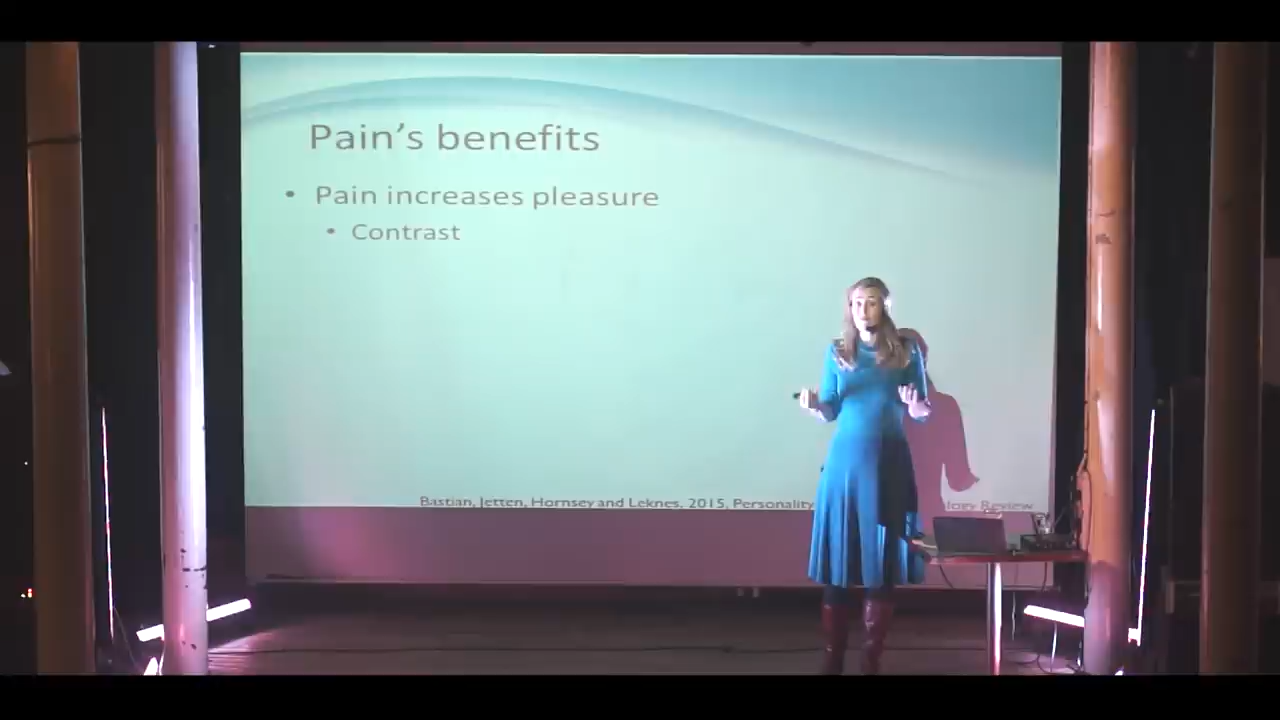 Pain's benefits
• Pain increases pleasure
• Contrast
Bastian, Jetten, Hornsey and Leknes, 2015, Personality Review